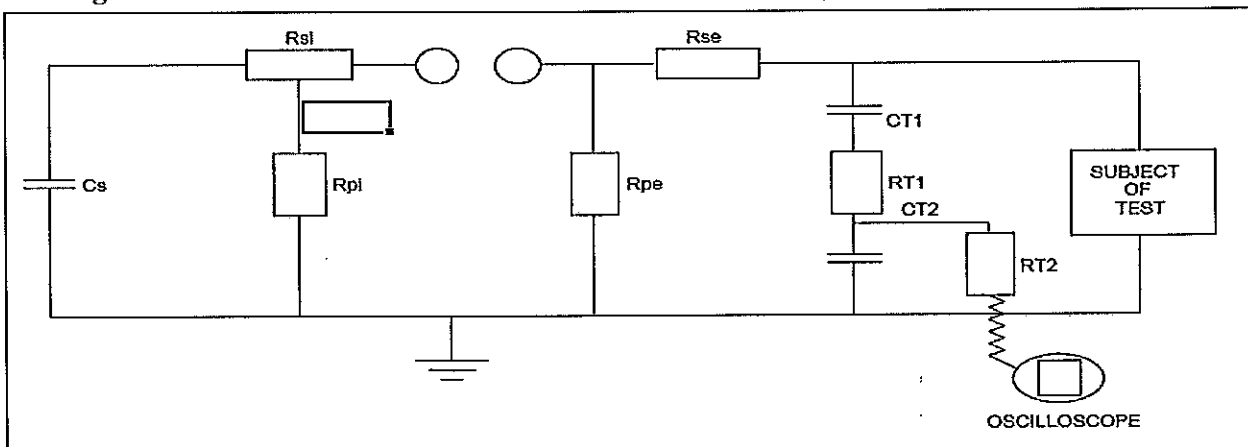 Rsi
Rse
CT1
Cs
Rpi
Rpe
RT1
CT2
RT2
SUBJECT
OF
TEST
OSCILLOSCOPE